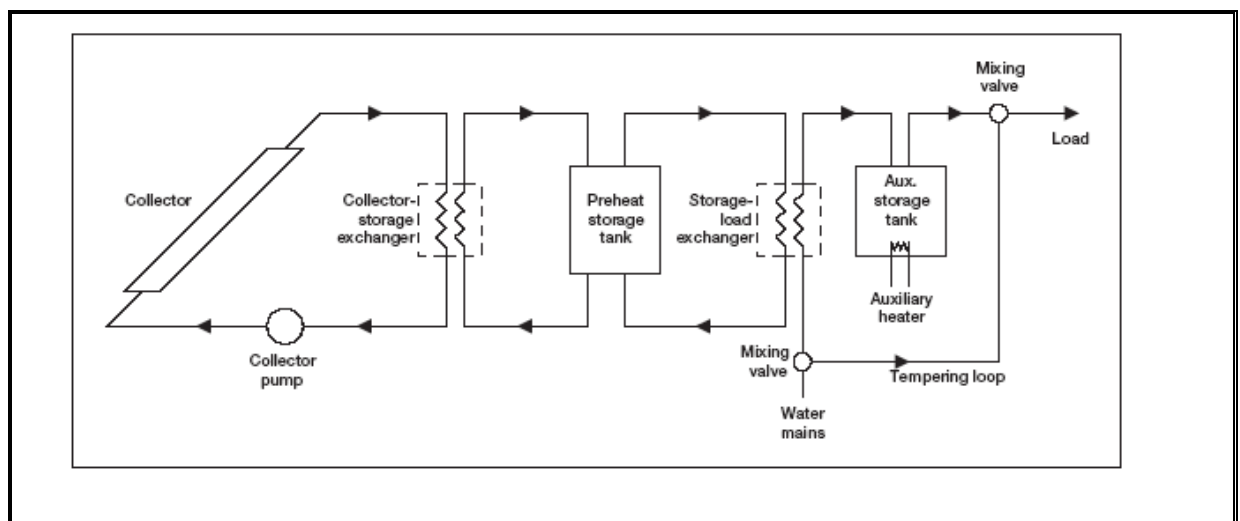 Mixing
valve
Load
Collector
Collector-
storage
exchanger
Preheat
storage
tank
Storage-
load
exchanger
Aux.
storage
tank
Auxiliary
heater
Collector
pump
Mixing
valve
Tempering loop
Water
mains